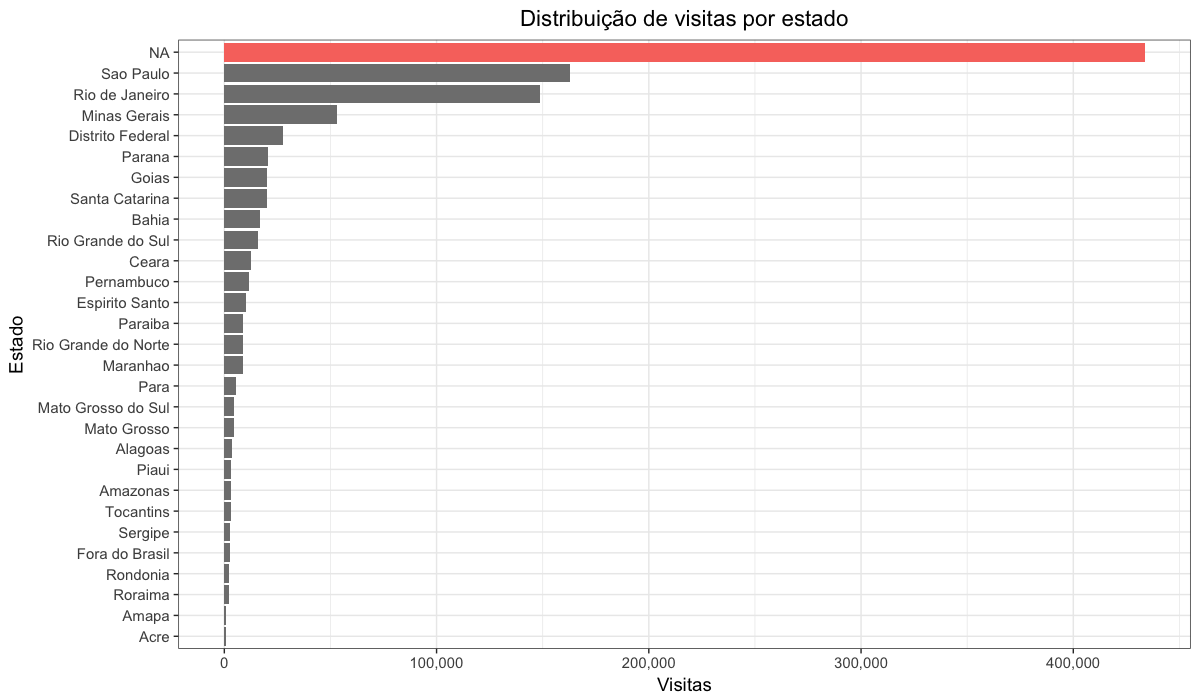 Distribuição de visitas por estado
NA
Sao Paulo
Rio de Janeiro
Minas Gerais
Distrito Federal
Parana
Goias
Santa Catarina
Bahia
Rio Grande do Sul
Ceara
Pernambuco
Espirito Santo
Paraiba
Rio Grande do Norte
Maranhao
Para
Mato Grosso do Sul
Mato Grosso
Alagoas
Piaui
Amazonas
Tocantins
Sergipe
Fora do Brasil
Rondonia
Roraima
Amapa
Acre
Estado
0 100,000 200,000 300,000 400,000
Visitas